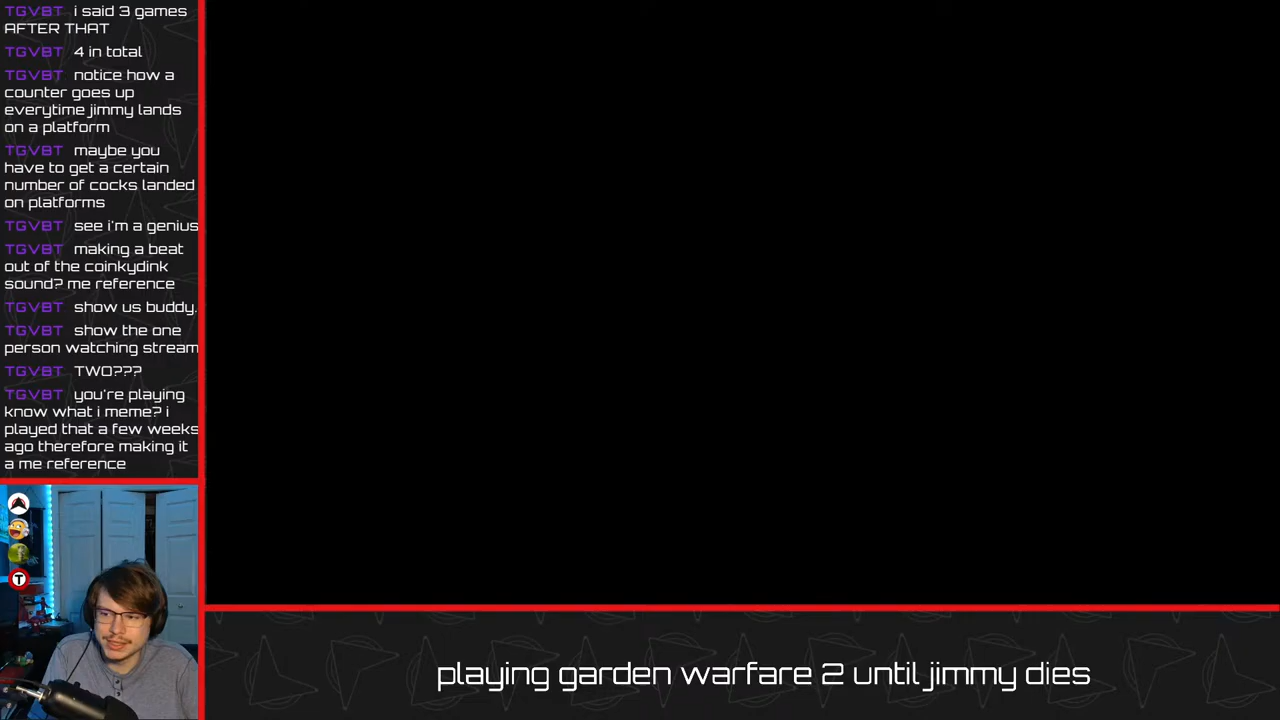 TGVBT i said 3 games
AFTER THAT
TGVBT 4 in total
TGVBT notice how a
counter goes up
everytime jimmy lands
on a platform
TGVBT maybe you
have to get a certain
number of cocks landed
on platforms
TGVBT see i'm a genius
TGVBT making a beat
out of the coinkydink
sound? me reference
TGVBT show us buddy.
TGVBT show the one
person watching stream
TGVBT TWO???
TGVBT you're playing
know what i meme? i
played that a few weeks
ago therefore making it
a me reference
T
playing garden warfare 2 until jimmy dies